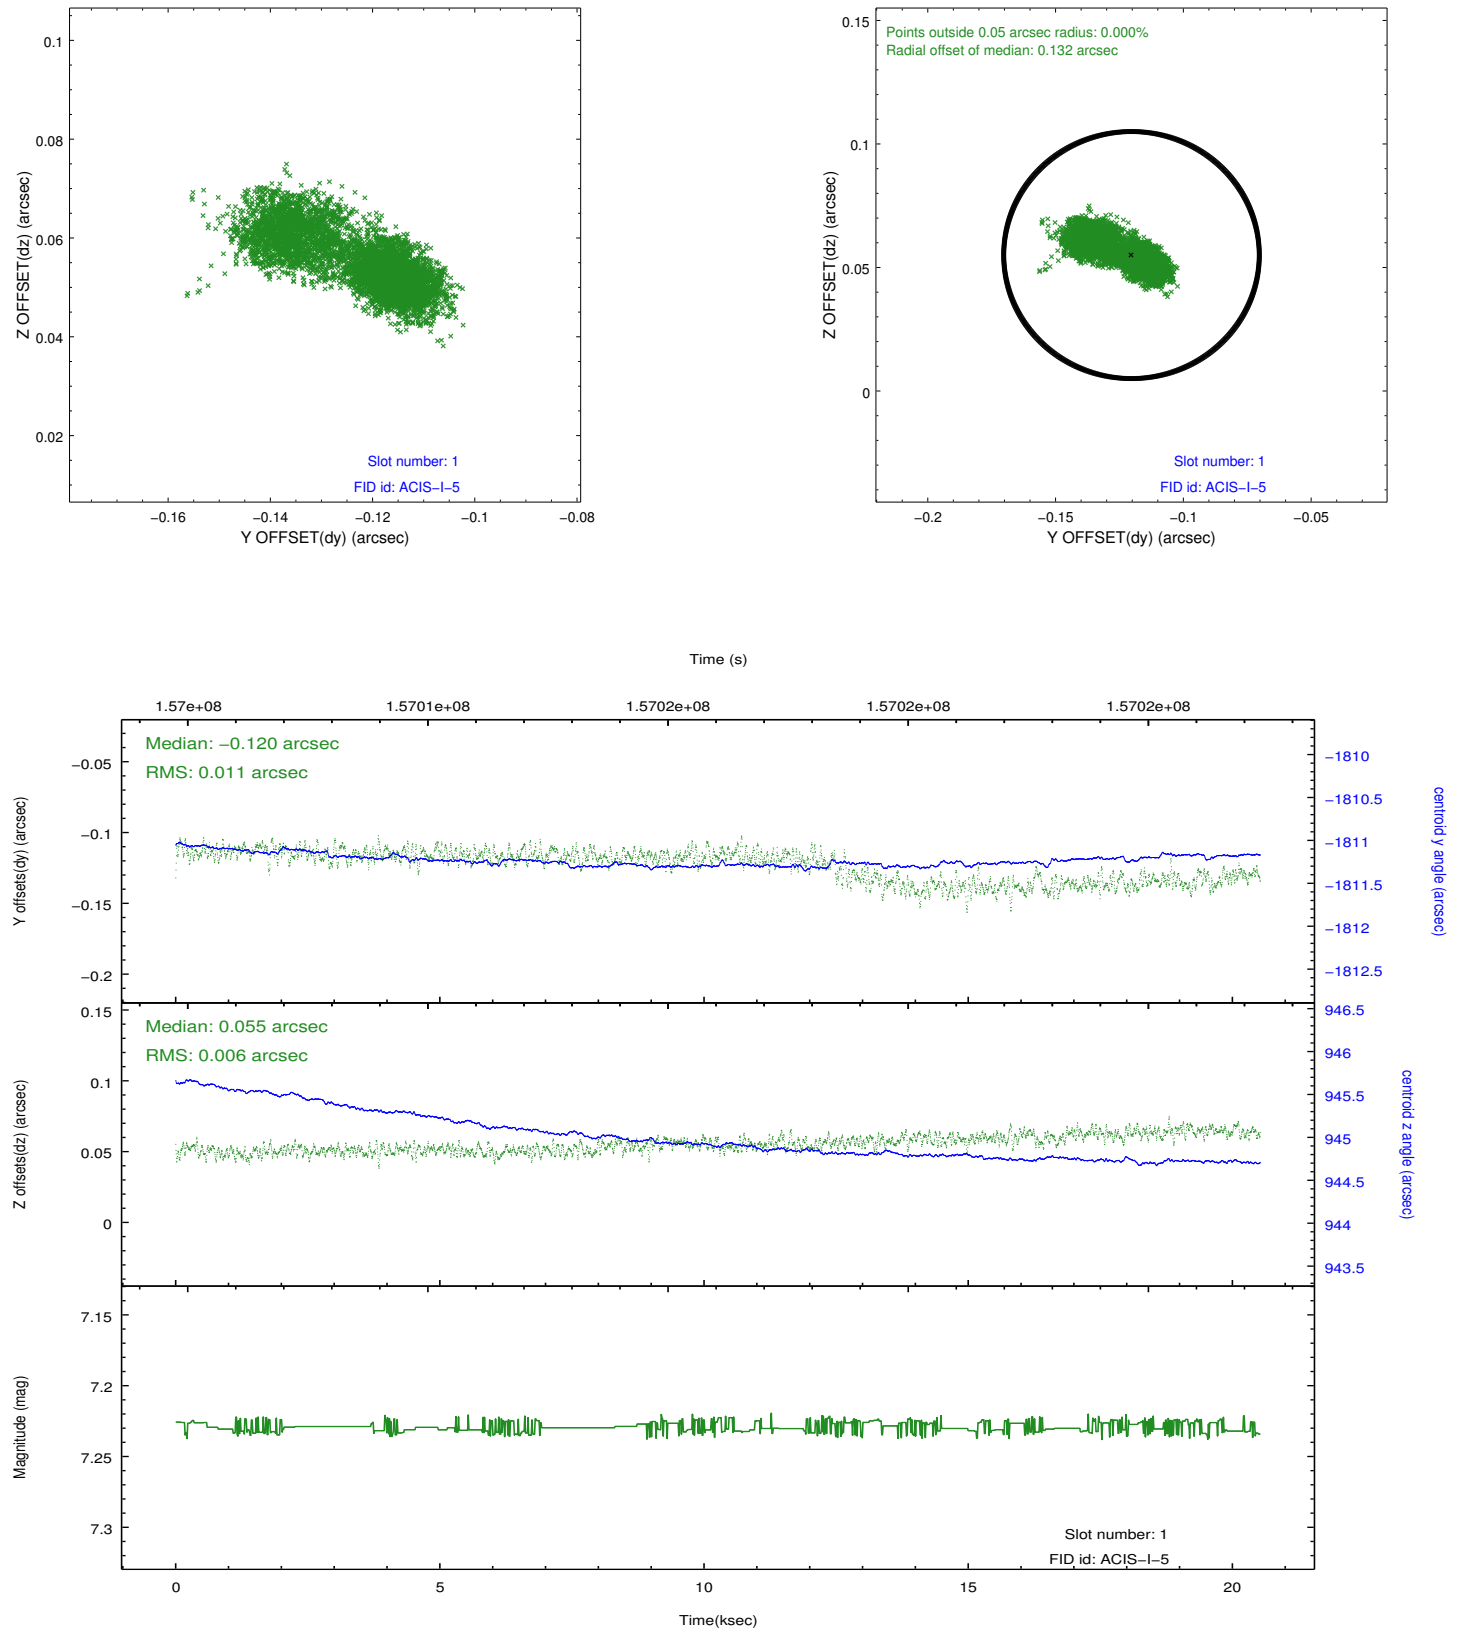 0.1
0.08
0.06
0.04
0.02
Z OFFSET(dz) (arcsec)
Slot number: 1
FID id: ACIS−I−5
−0.16
−0.14
−0.12
−0.1
−0.08
Y OFFSET(dy) (arcsec)
Points outside 0.05 arcsec radius: 0.000%
Radial offset of median: 0.132 arcsec
0.15
0.1
0.05
0
Z OFFSET(dz) (arcsec)
Slot number: 1
FID id: ACIS−I−5
−0.2
−0.15
−0.1
−0.05
Y OFFSET(dy) (arcsec)
Time (s)
1.57e+08
1.5701e+08
1.5702e+08
1.5702e+08
1.5702e+08
Median: −0.120 arcsec
RMS: 0.011 arcsec
−0.05
−0.1
−0.15
−0.2
Y offsets(dy) (arcsec)
−1810
−1810.5
−1811
−1811.5
−1812
−1812.5
centroid y angle (arcsec)
Median: 0.055 arcsec
RMS: 0.006 arcsec
0.15
0.1
0.05
0
Z offsets(dz) (arcsec)
946.5
946
945.5
945
944.5
944
943.5
centroid z angle (arcsec)
7.15
7.2
7.25
7.3
Magnitude (mag)
Slot number: 1
FID id: ACIS−I−5
0
5
10
15
20
Time(ksec)